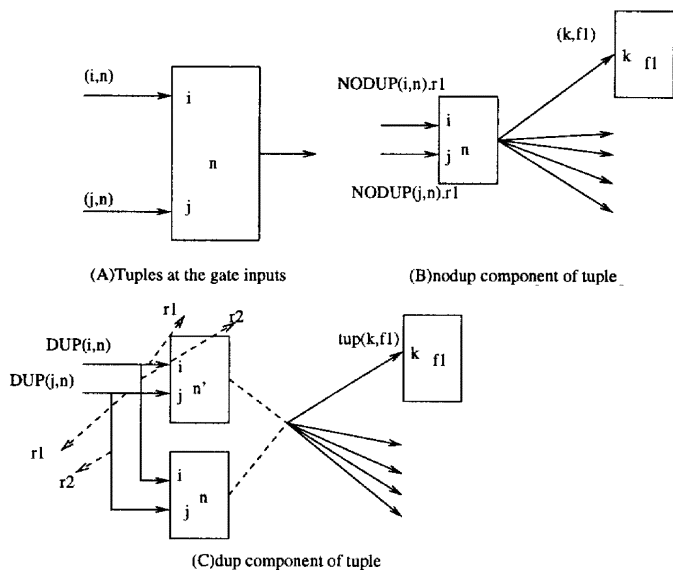 (i,n)
i
n
(j,n)
j
(A)Tuples at the gate inputs
(k,f1)
k f1
NODUP(i,n).r1
i
j n
NODUP(j,n).r1
(B)nodup component of tuple
r1
r2
DUP(i,n)
i
DUP(j,n)
j n'
r1
r2
i
j n
tup(k,f1)
k f1
(C)dup component of tuple